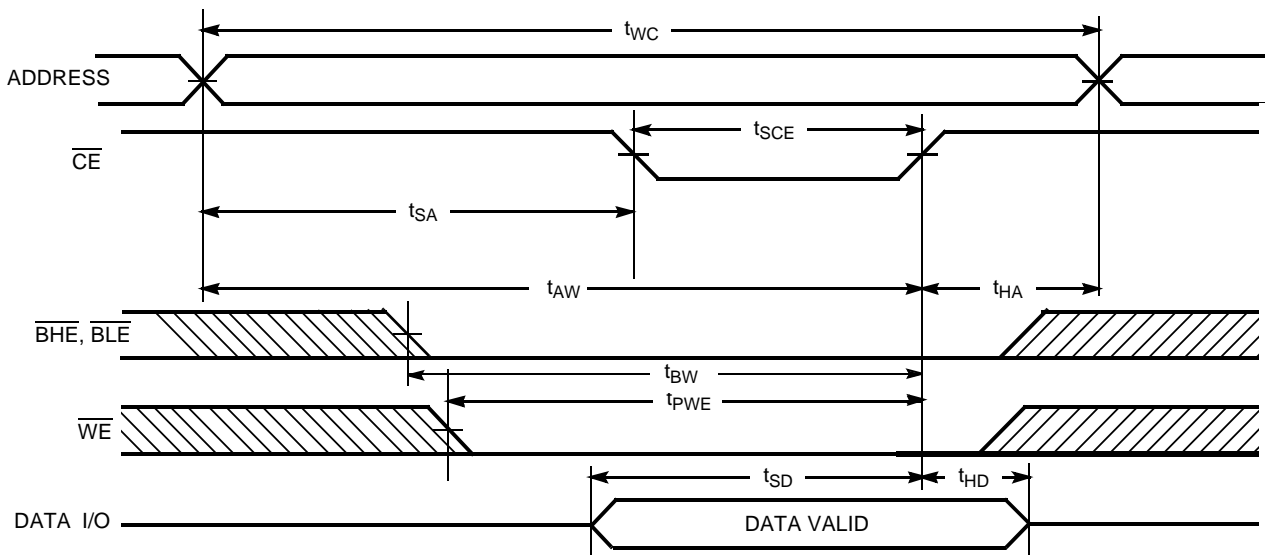 tWC
ADDRESS
tSCE
CE
tSA
tAW
tHA
BHE, BLE
tBW
tPWE
WE
tSD
tHD
DATA I/O
DATA VALID